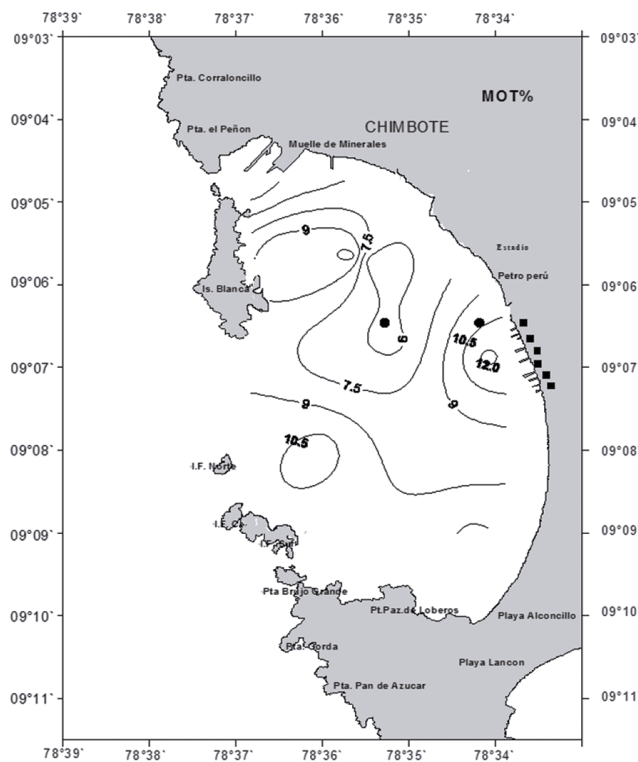 78°38` 78°38` 78°37` 78°36` 78°35` 78°34`
09°03` 09°03`
Pta. Corraloncillo
MOT%
09°04` 09°04
Pta. el Peñon
CHIMBOTE
Muelle de Minerales
09°05` 09°05
9
7.5
Estadio
09°06` Petro perú 09°06
Is. Blanca
6
10.5
09°07` 12.0 09°07
7.5
9
9
10.5
09°08` 09°08
I.F. Norte
09°09` 09°09
Pta Brujo Grande
09°10` Pt.Paz.de Loberos Playa Alconcillo 09°10
Pta. Gorda
Playa Lancon
Pta. Pan de Azucar
09°11` 09°11
78°39` 78°38` 78°37` 78°36` 78°35` 78°34`